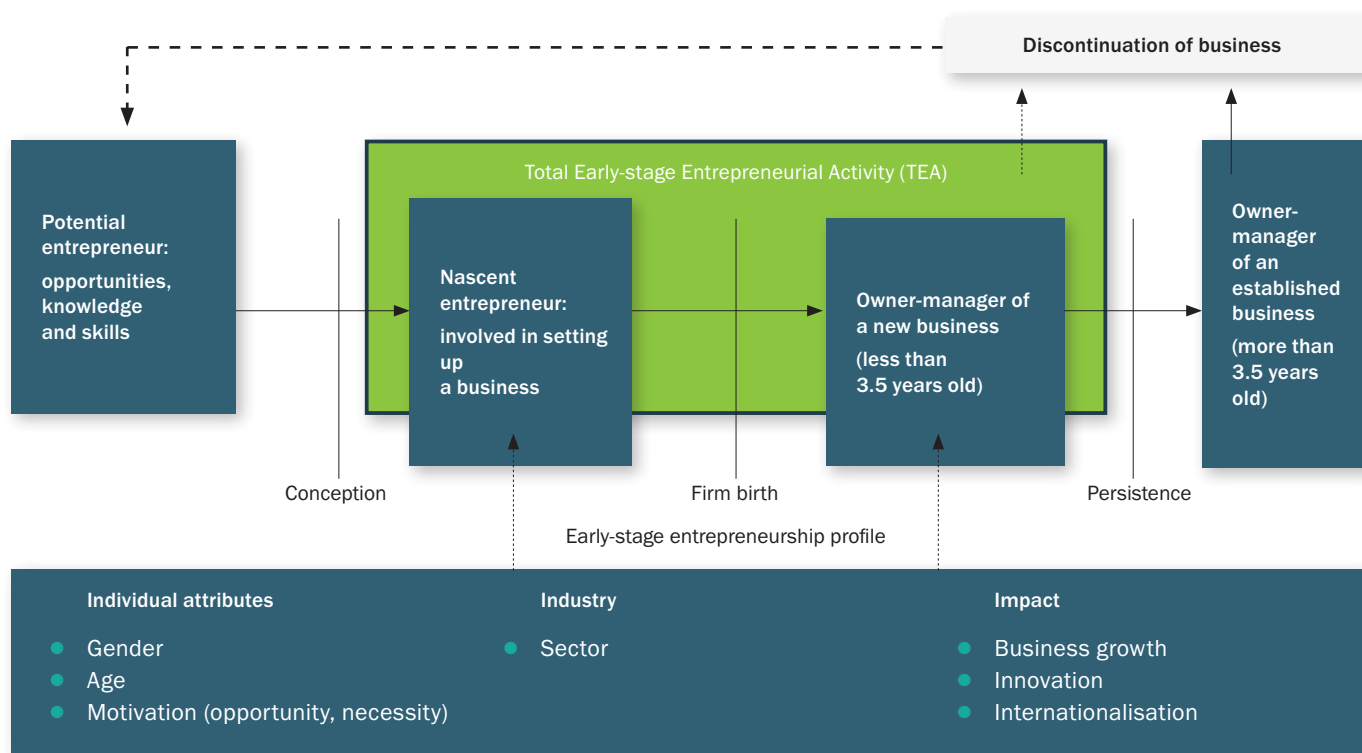 Discontinuation of business
Total Early-stage Entrepreneurial Activity (TEA)
Potential
entrepreneur:
opportunities,
knowledge
and skills
Nascent
entrepreneur:
involved in setting
up
a business
Owner-manager of
a new business
(less than
3.5 years old)
Owner-
manager
of an
established
business
(more than
3.5 years
old)
Conception
Firm birth
Persistence
Early-stage entrepreneurship profile
Individual attributes
Gender
Age
Motivation (opportunity, necessity)
Industry
Sector
Impact
Business growth
Innovation
Internationalisation